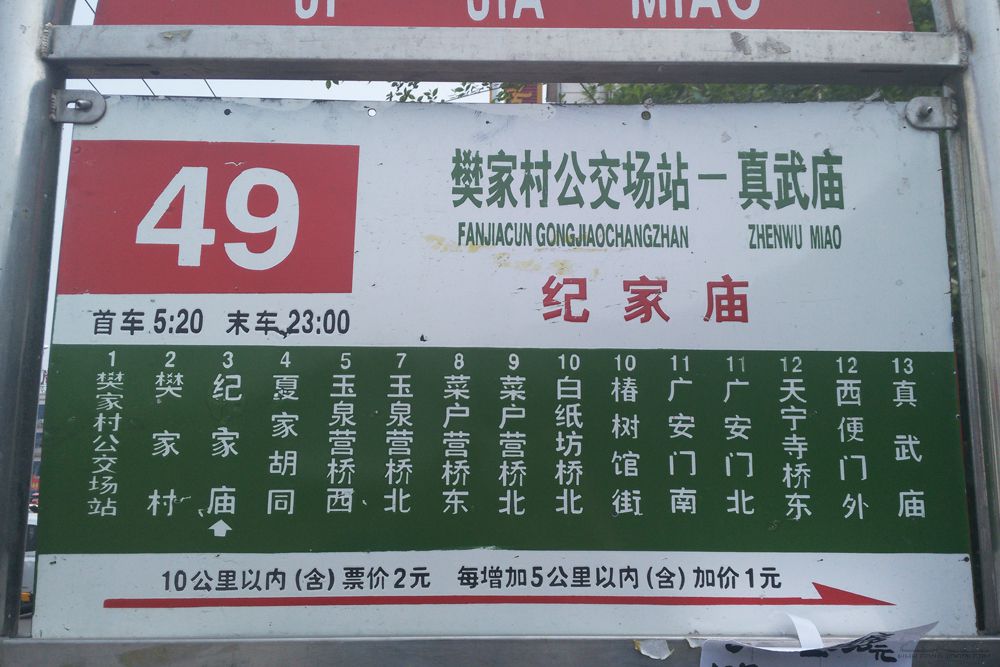 JI JIA MIAO
49
樊家村公交场站－真武庙
FANJIACUN GONGJIAOCHANGZHAN ZHENWU MIAO
纪家庙
首车 5:20 末车 23:00
1 樊家村公交场站
2 樊家村
3 纪家庙
4 夏家胡同
5 玉泉营桥西
7 玉泉营桥北
8 菜户营桥东
9 菜户营桥北
10 白纸坊桥北
10 椿树馆街
11 广安门南
11 广安门北
12 天宁寺桥东
12 西便门外
13 真武庙
10公里以内(含)票价2元 每增加5公里以内(含)加价1元